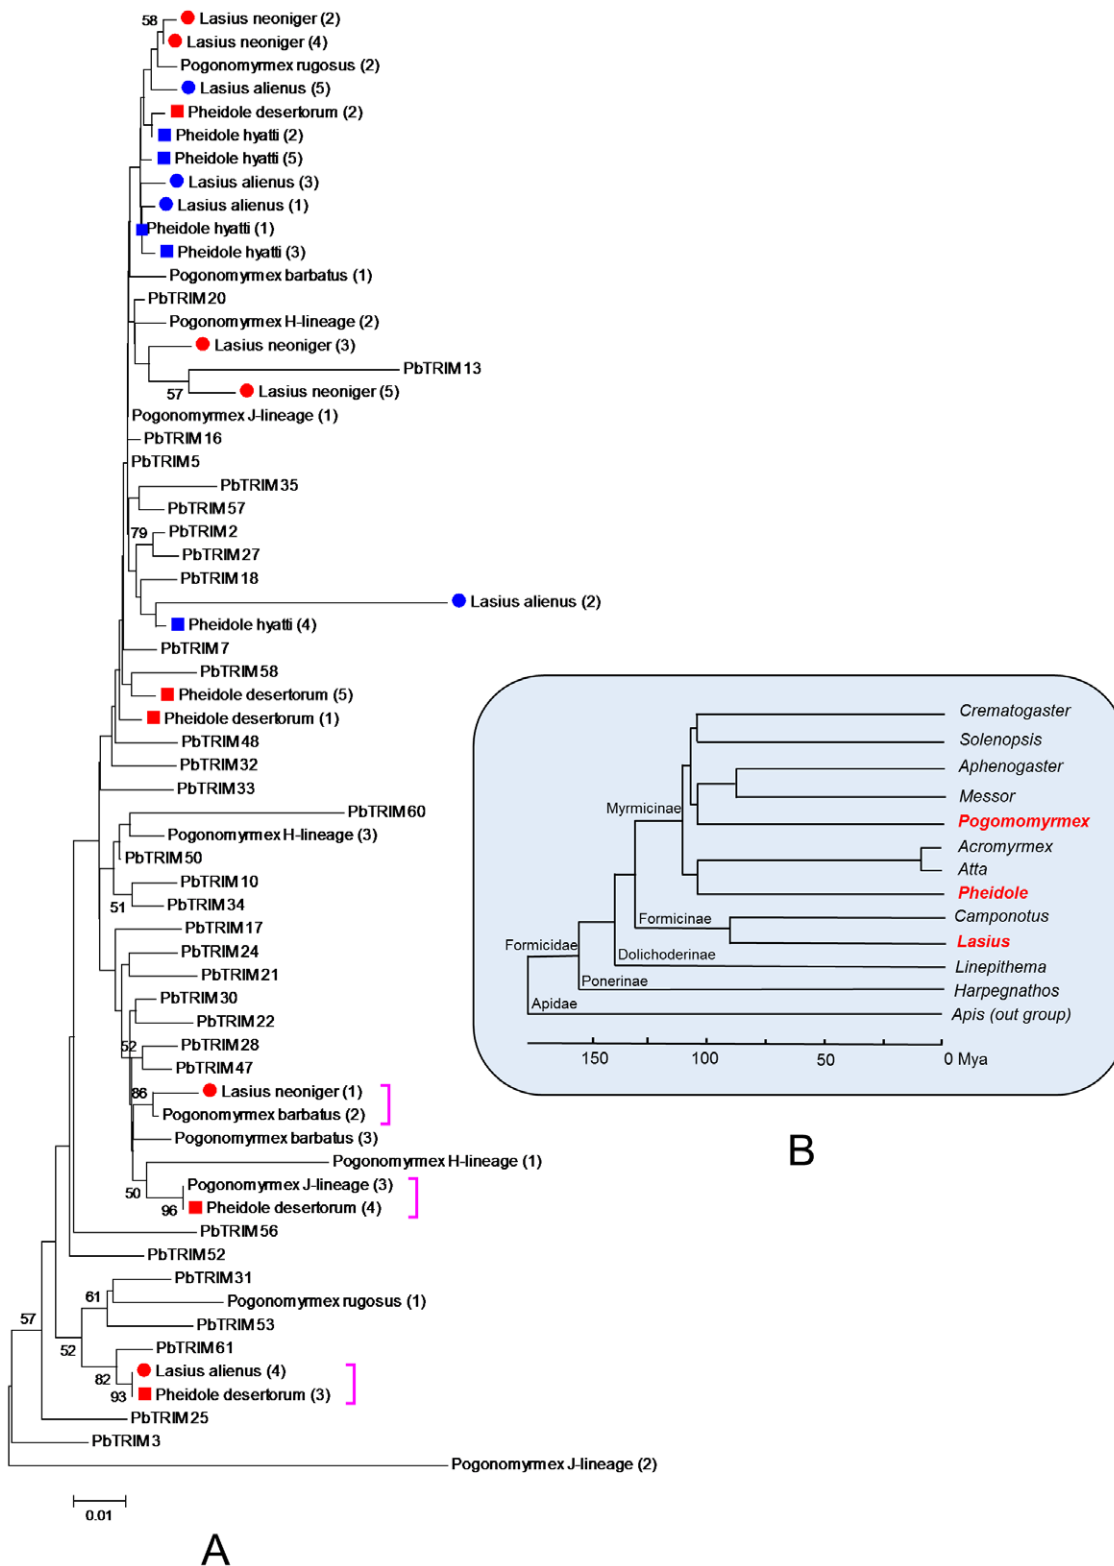 58
Lasius neoniger (2)
Lasius neoniger (4)
Pogonomyrmex rugosus (2)
Lasius alienus (5)
Pheidole desertorum (2)
Pheidole hyatti (2)
Pheidole hyatti (5)
Lasius alienus (3)
Lasius alienus (1)
Pheidole hyatti (1)
Pheidole hyatti (3)
Pogonomyrmex barbatus (1)
PbTRIM20
Pogonomyrmex H-lineage (2)
Lasius neoniger (3)
PbTRIM13
57
Lasius neoniger (5)
Pogonomyrmex J-lineage (1)
PbTRIM16
PbTRIM5
PbTRIM35
PbTRIM57
79
PbTRIM2
PbTRIM27
PbTRIM18
Lasius alienus (2)
Pheidole hyatti (4)
PbTRIM7
PbTRIM58
Pheidole desertorum (5)
Pheidole desertorum (1)
PbTRIM48
PbTRIM32
PbTRIM33
PbTRIM60
Pogonomyrmex H-lineage (3)
PbTRIM50
PbTRIM10
51
PbTRIM34
PbTRIM17
PbTRIM24
PbTRIM21
PbTRIM30
PbTRIM22
52
PbTRIM28
PbTRIM47
86
Lasius neoniger (1)
Pogonomyrmex barbatus (2)
Pogonomyrmex barbatus (3)
Pogonomyrmex H-lineage (1)
50
Pogonomyrmex J-lineage (3)
96
Pheidole desertorum (4)
PbTRIM56
PbTRIM52
PbTRIM31
61
Pogonomyrmex rugosus (1)
57
PbTRIM53
52
PbTRIM61
82
Lasius alienus (4)
93
Pheidole desertorum (3)
PbTRIM25
PbTRIM3
Pogonomyrmex J-lineage (2)
0.01
A
Crematogaster
Solenopsis
Aphenogaster
Messor
Myrmicinae
Pogomomyrmex
Acromyrmex
Atta
Pheidole
Formicinae
Camponotus
Lasius
Formicidae
Dolichoderinae
Linepithema
Ponerinae
Harpegnathos
Apidae
Apis (out group)
150 100 50 0 Mya
B